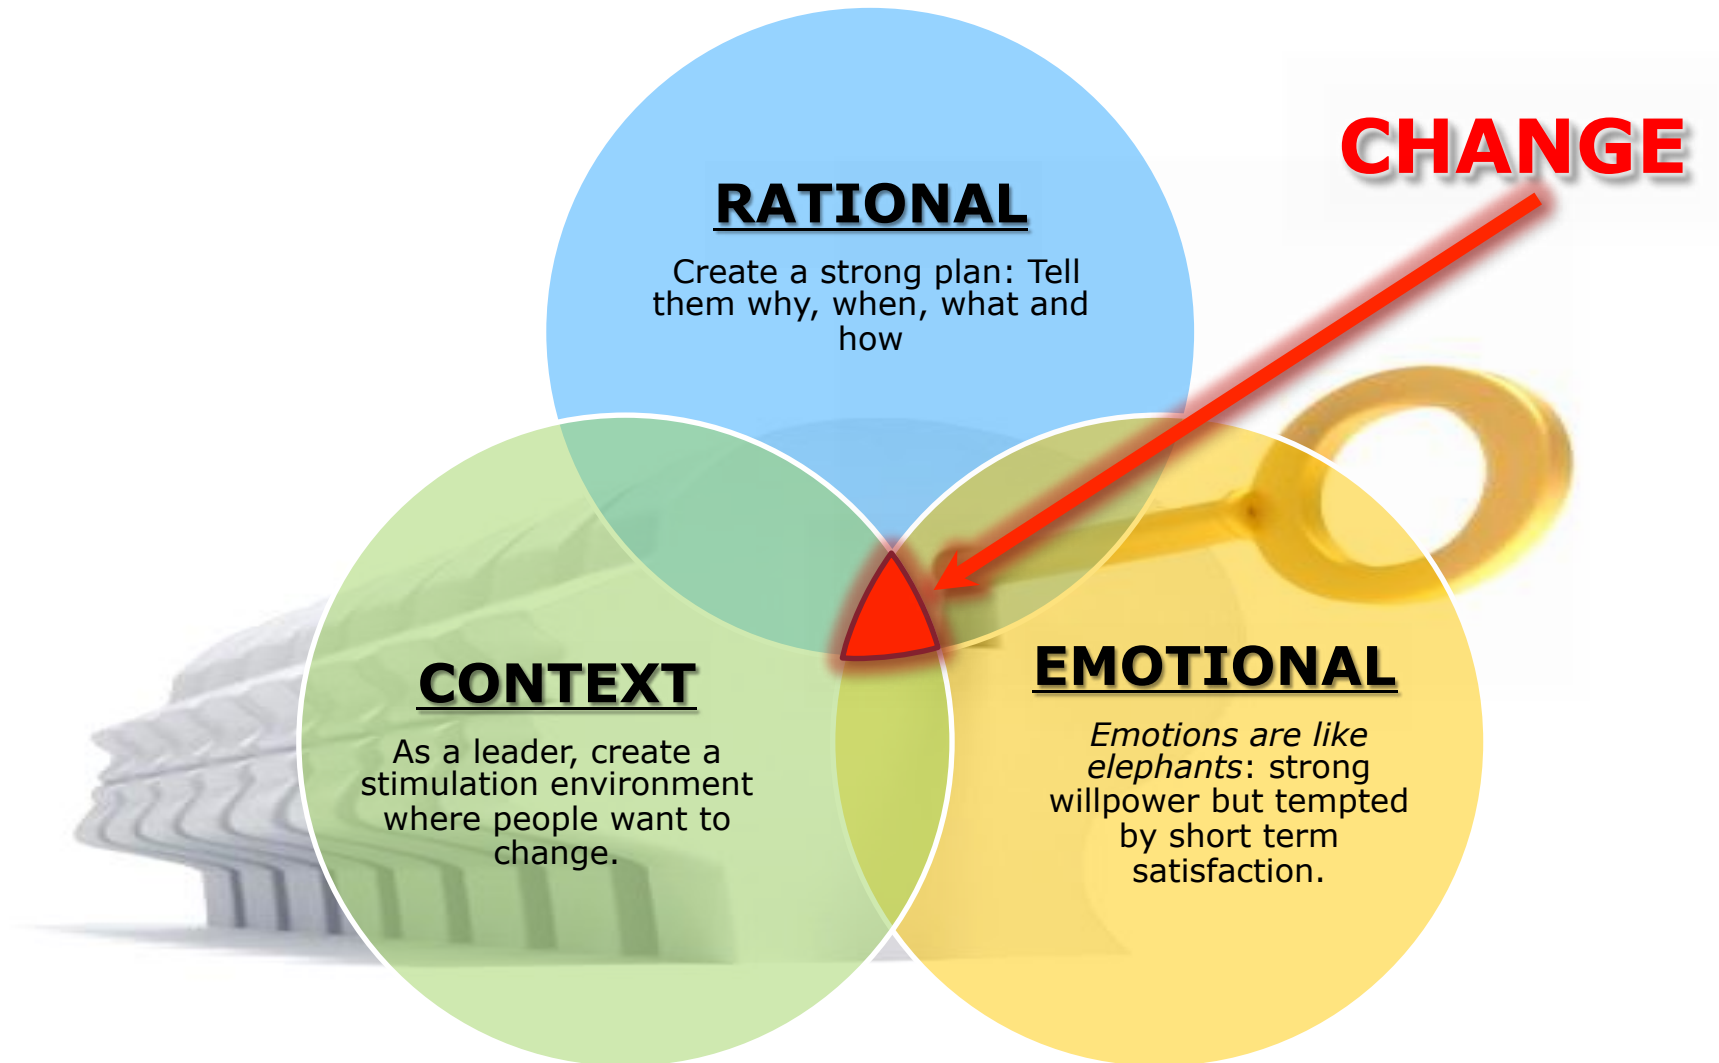 CHANGE
RATIONAL
Create a strong plan: Tell
them why, when, what and
how
CONTEXT
As a leader, create a
stimulation environment
where people want to
change.
EMOTIONAL
Emotions are like
elephants: strong
willpower but tempted
by short term
satisfaction.